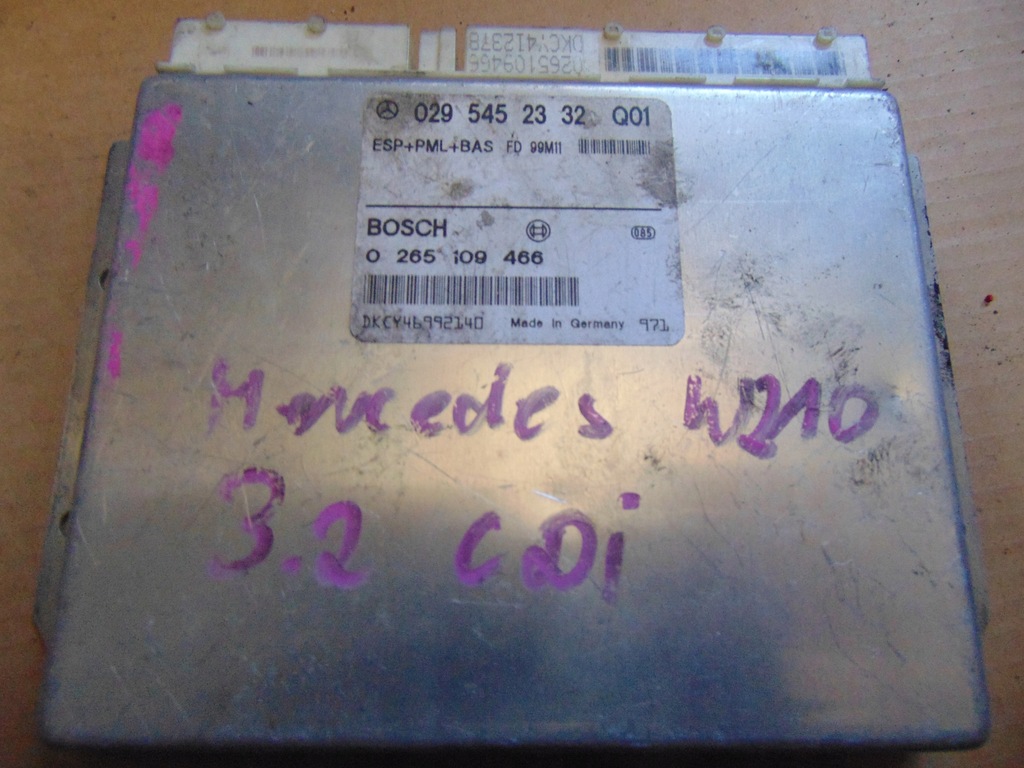 0265109466
DKCY412378
029 545 23 32 Q01
ESP+PML+BAS FD 99M11
BOSCH
085
0 265 109 466
DKCY46992140 Made in Germany 971
Mercedes W210
3.2 CDi